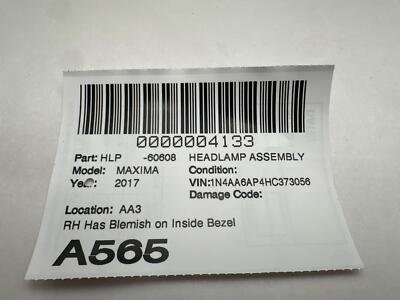 0000004133
Part: HLP -60608 HEADLAMP ASSEMBLY
Model: MAXIMA Condition:
Year: 2017 VIN:1N4AA6AP4HC373056
Damage Code:
Location: AA3
RH Has Blemish on Inside Bezel
A565